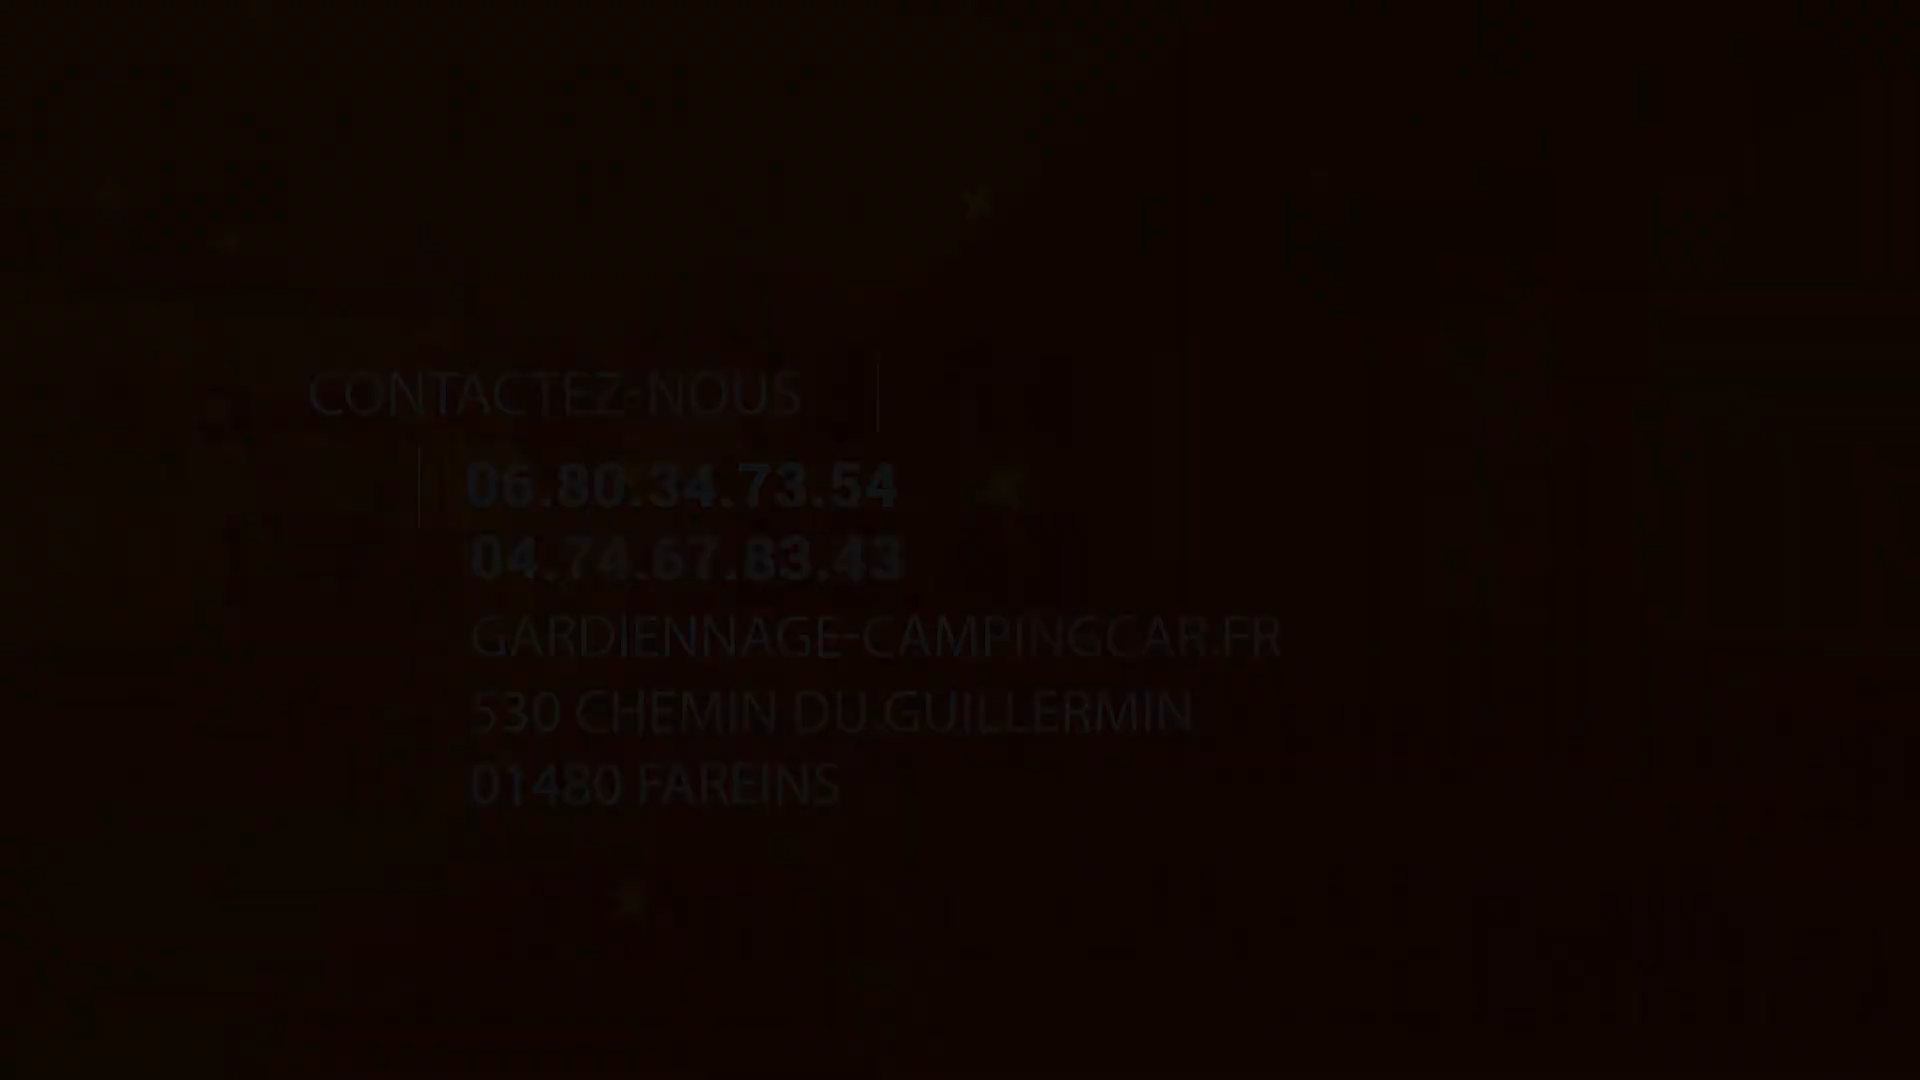 CONTACTEZ-NOUS
06.80.34.73.54
04.74.67.83.43
GARDIENNAGE-CAMPINGCAR.FR
530 CHEMIN DU GUILLERMIN
01480 FAREINS